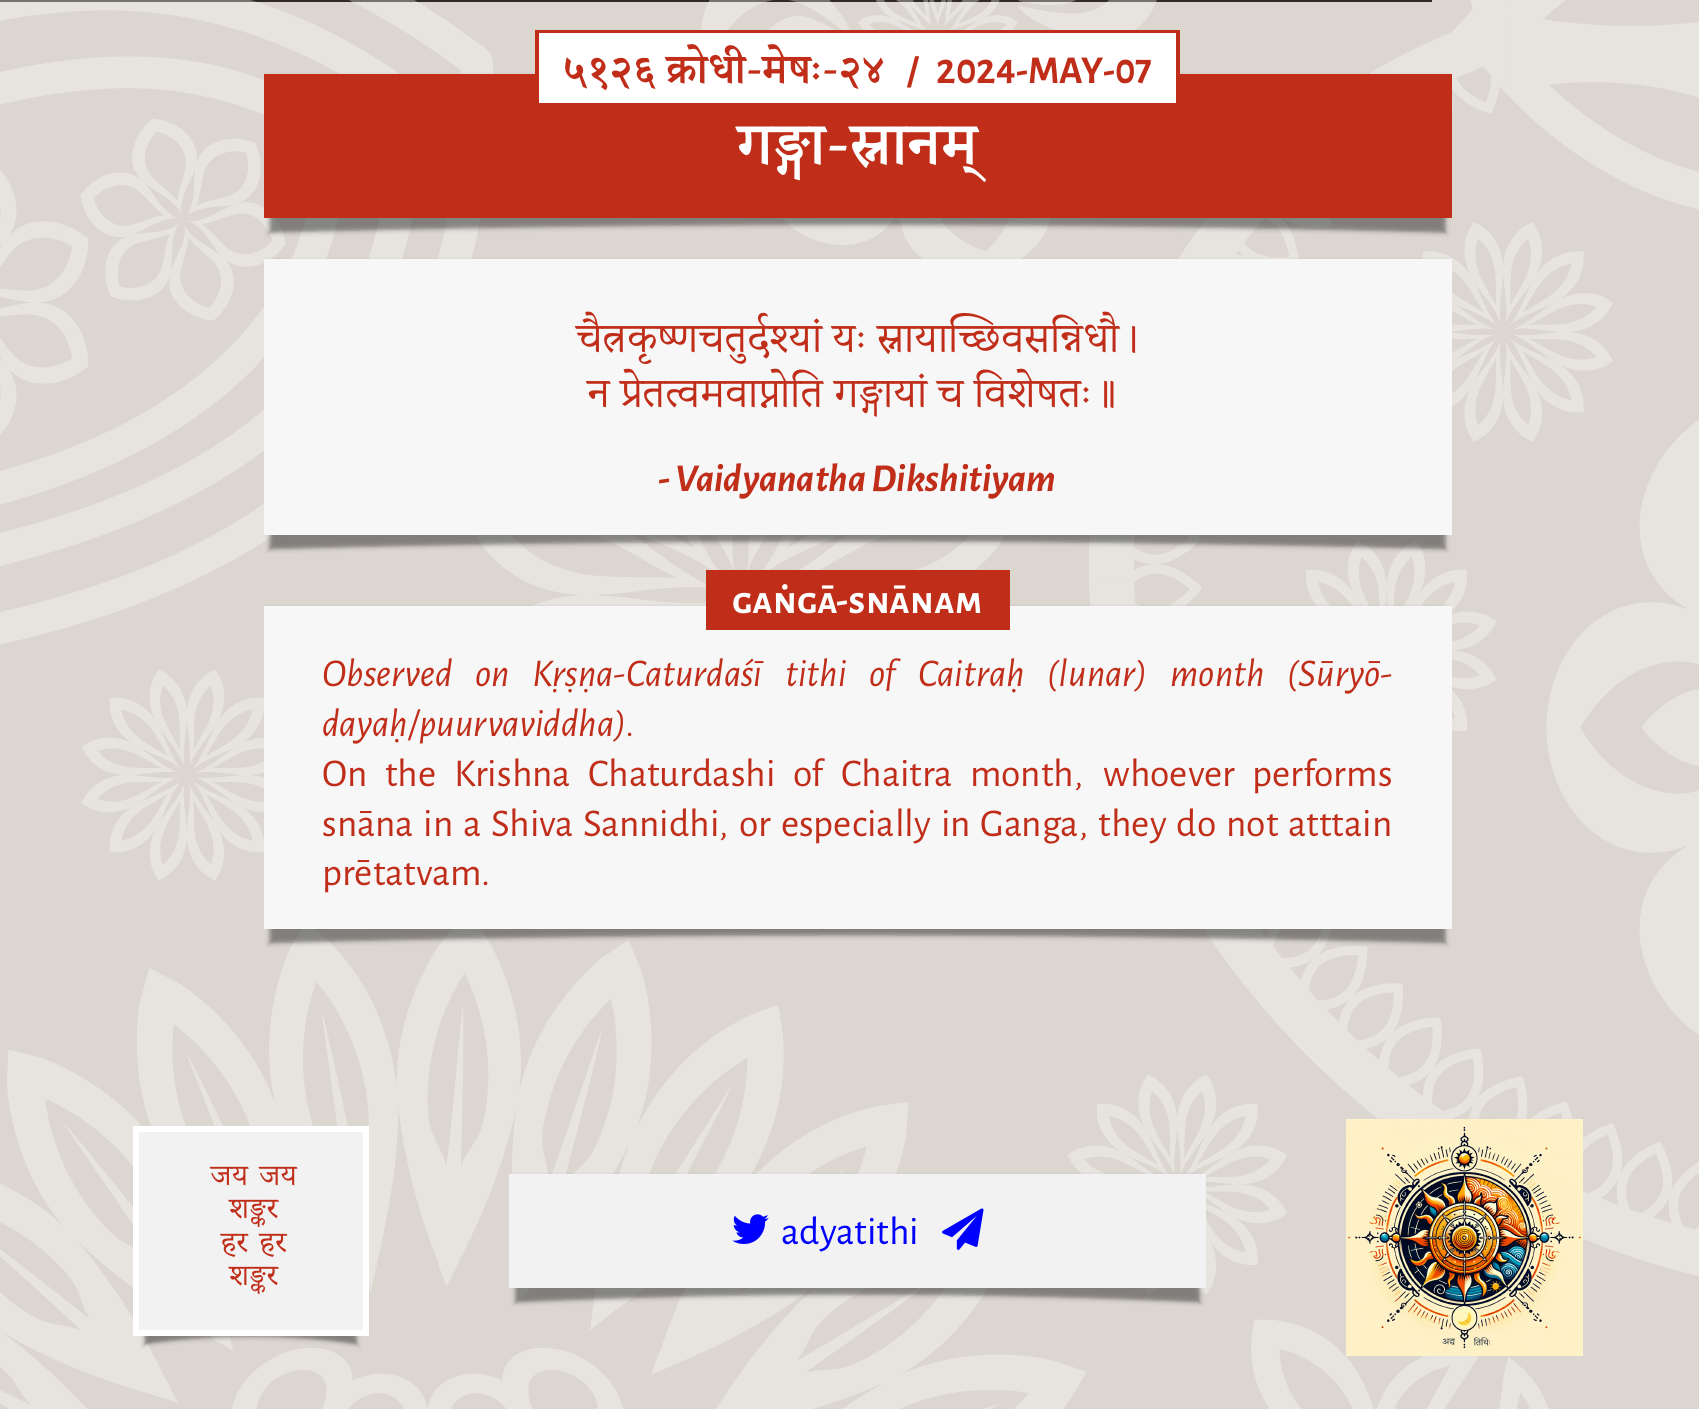 ५१२६ क्रोधी-मेषः-२४ / 2024-MAY-07
गङ्गा-स्नानम्
चैत्रकृष्णचतुर्दश्यां यः स्नायाच्छिवसन्निधौ।
न प्रेतत्वमवाप्नोति गङ्गायां च विशेषतः॥
- Vaidyanatha Dikshitiyam
GAṄGĀ-SNĀNAM
Observed on Kṛṣṇa-Caturdaśī tithi of Caitraḥ (lunar) month (Sūryō-
dayaḥ/puurvaviddha).
On the Krishna Chaturdashi of Chaitra month, whoever performs
snāna in a Shiva Sannidhi, or especially in Ganga, they do not atttain
prētatvam.
जय जय
शङ्कर
हर हर
शङ्कर
adyatithi
अद्य तिथिः